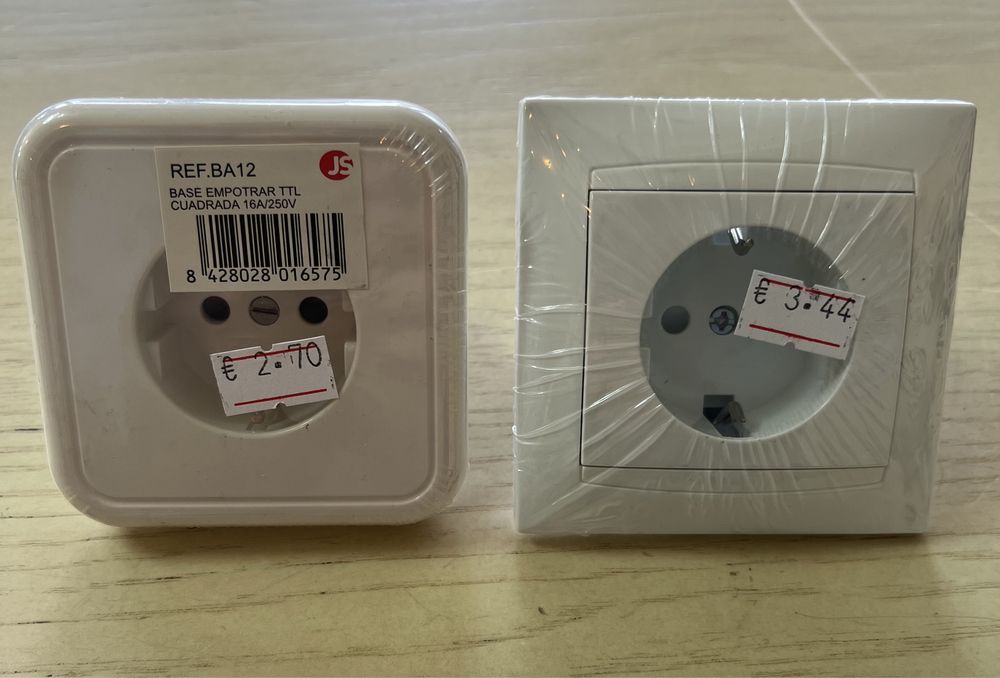 REF.BA12
JS
BASE EMPOTRAR TTL
CUADRADA 16A/250V
8 428028 016575
€ 2.70
€ 3.44